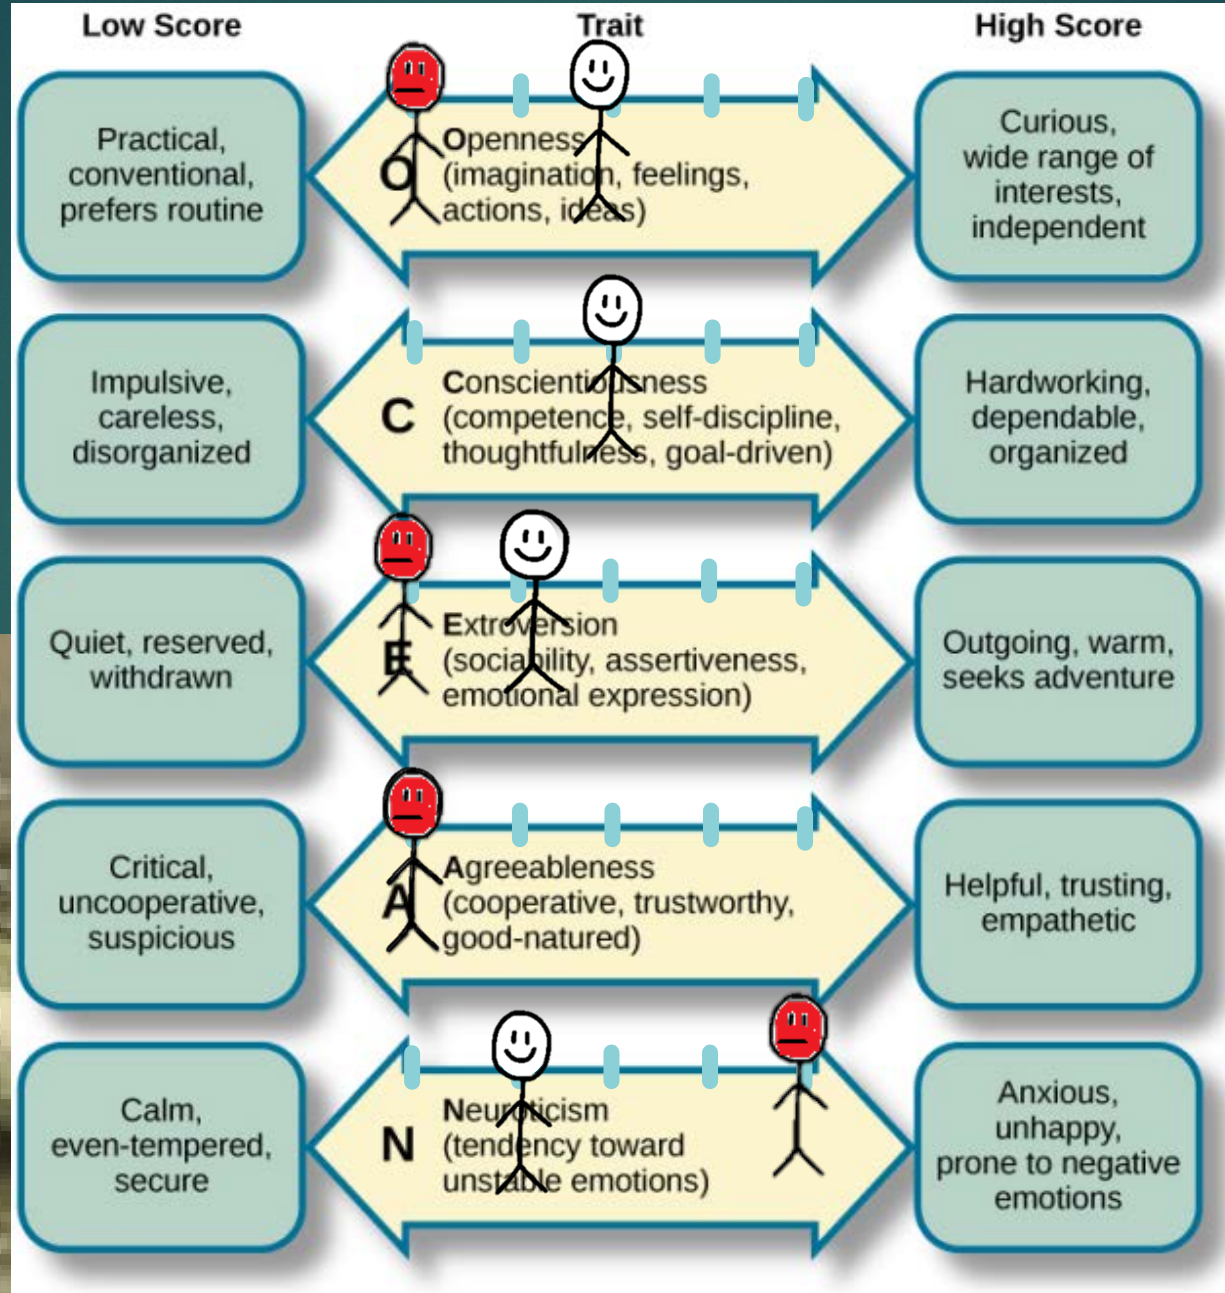 Low Score
Trait
High Score
Practical,
conventional,
prefers routine
O
Openness
(imagination, feelings,
actions, ideas)
Curious,
wide range of
interests,
independent
Impulsive,
careless,
disorganized
C
Conscientiousness
(competence, self-discipline,
thoughtfulness, goal-driven)
Hardworking,
dependable,
organized
Quiet, reserved,
withdrawn
E
Extroversion
(sociability, assertiveness,
emotional expression)
Outgoing, warm,
seeks adventure
Critical,
uncooperative,
suspicious
A
Agreeableness
(cooperative, trustworthy,
good-natured)
Helpful, trusting,
empathetic
Calm,
even-tempered,
secure
N
Neuroticism
(tendency toward
unstable emotions)
Anxious,
unhappy,
prone to negative
emotions